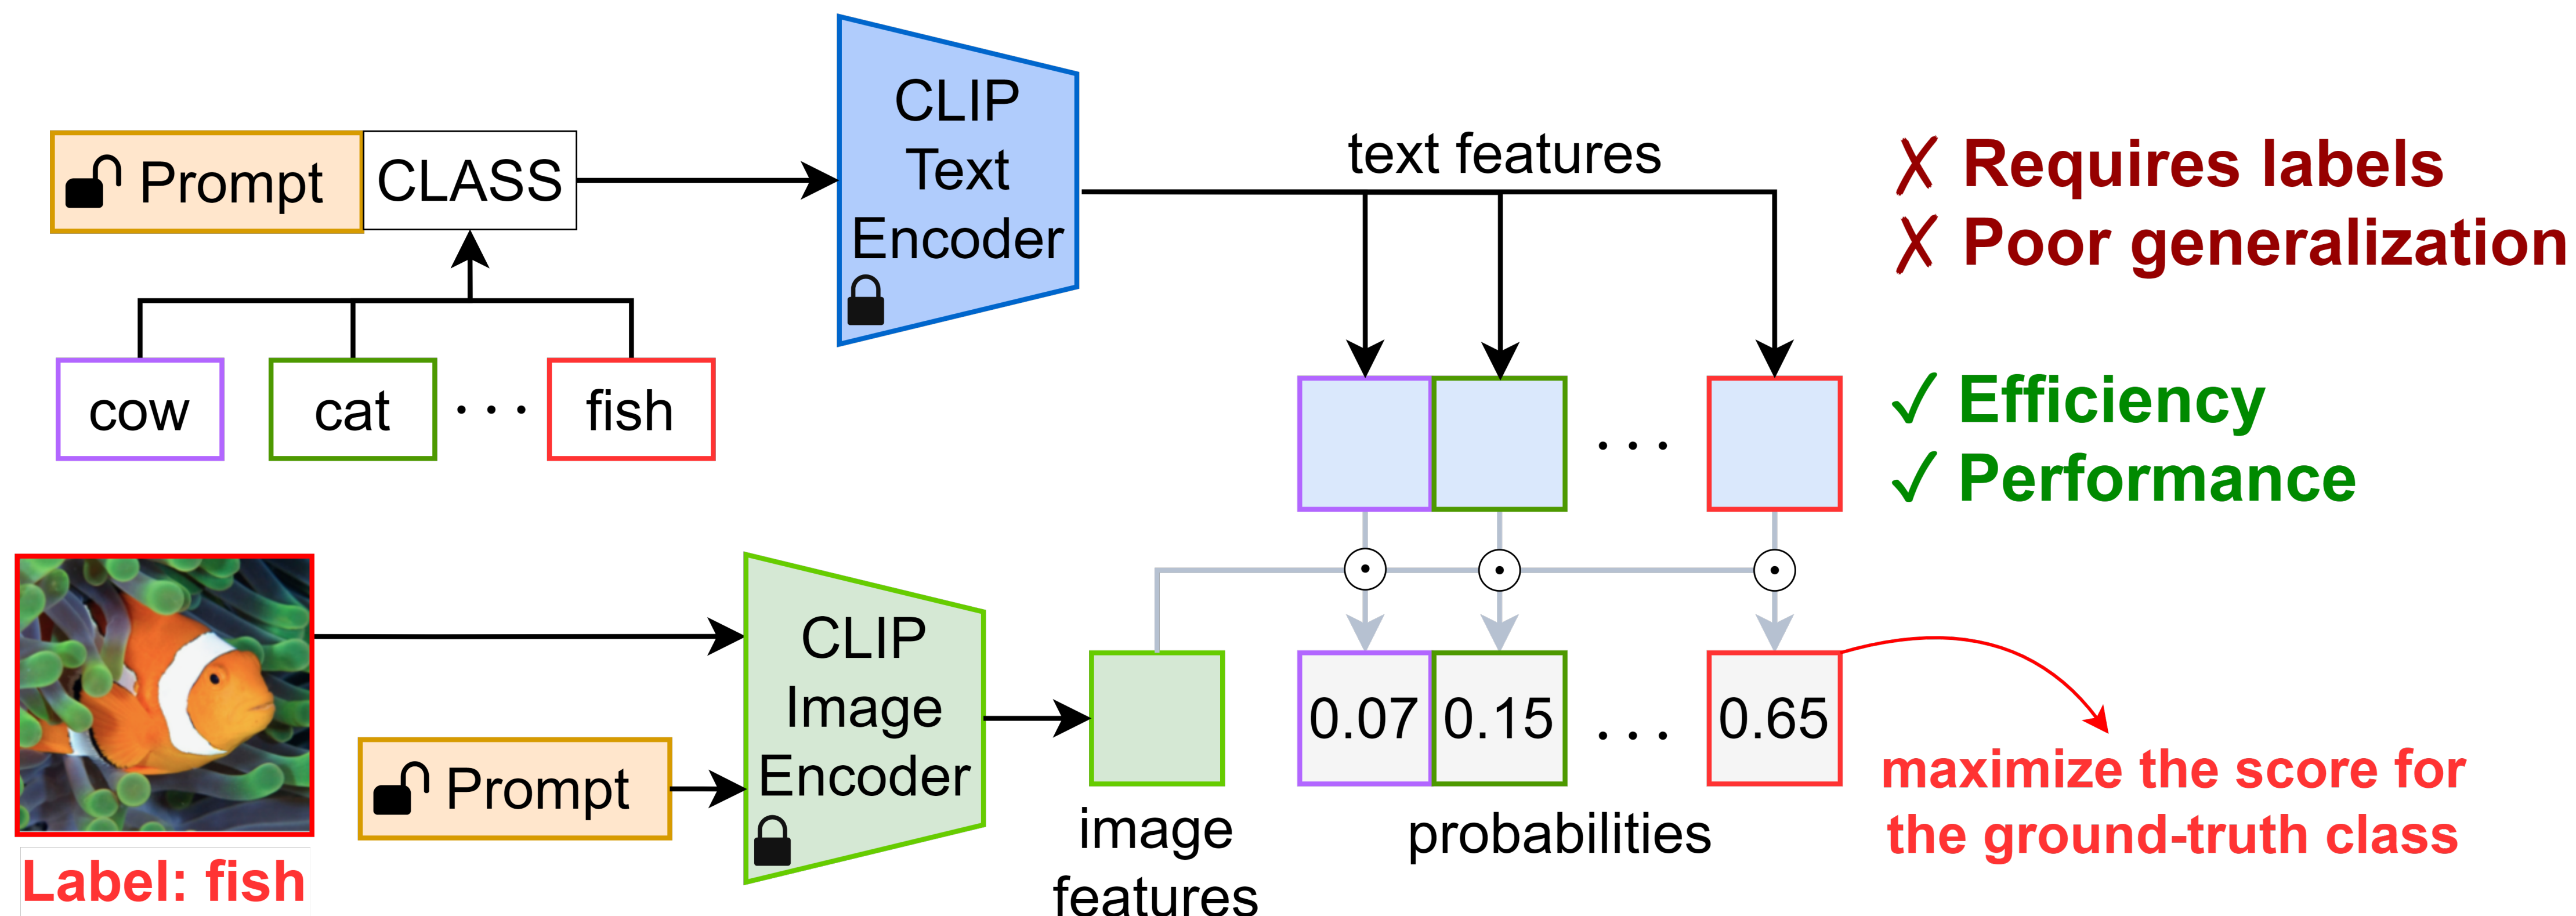 CLIP
Text
Encoder
Prompt
CLASS
text features
✗ Requires labels
✗ Poor generalization
cow
cat
...
fish
...
✓ Efficiency
✓ Performance
CLIP
Image
Encoder
Prompt
Label: fish
image
features
0.07
0.15
...
0.65
probabilities
maximize the score for
the ground-truth class